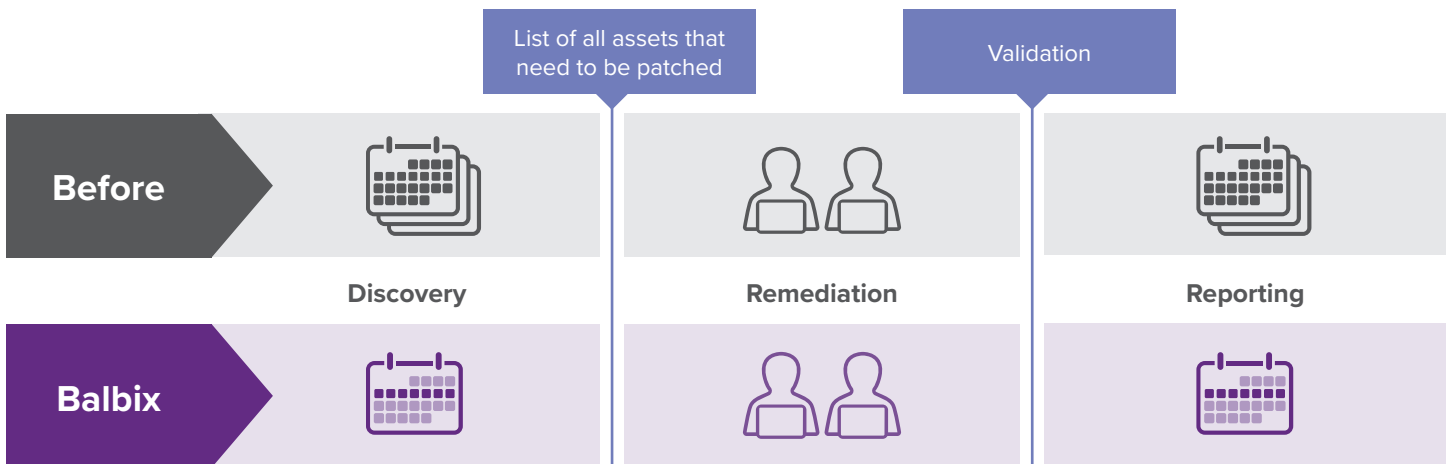 List of all assets that
need to be patched
Validation
Before
Discovery
Remediation
Reporting
Balbix